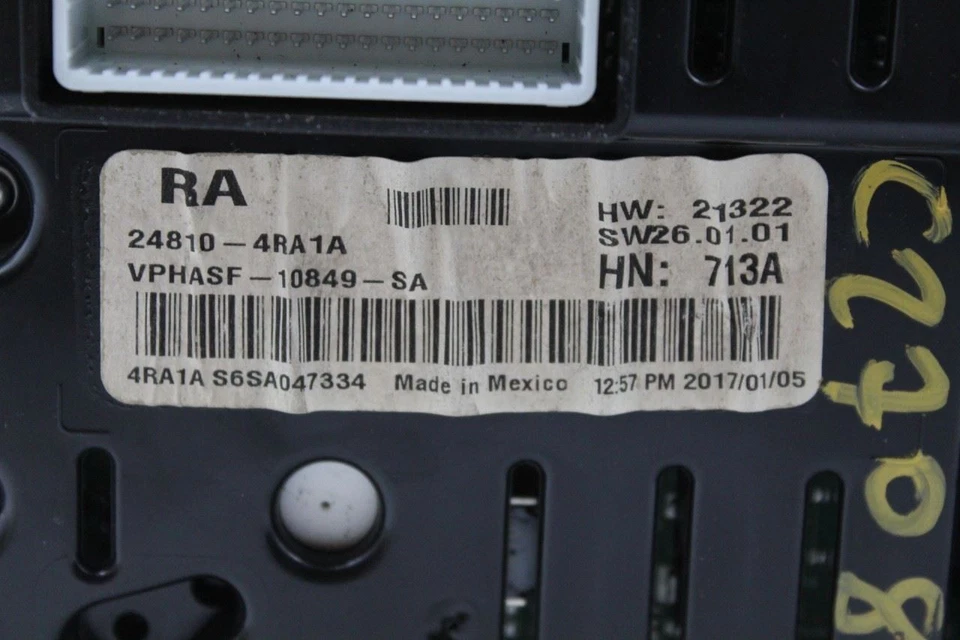 RA
24810-4RA1A
VPHASF-10849-SA
HW: 21322
SW26.01.01
HN: 713A
4RA1A S6SA047334 Made in Mexico 12:57 PM 2017/01/05
C2708